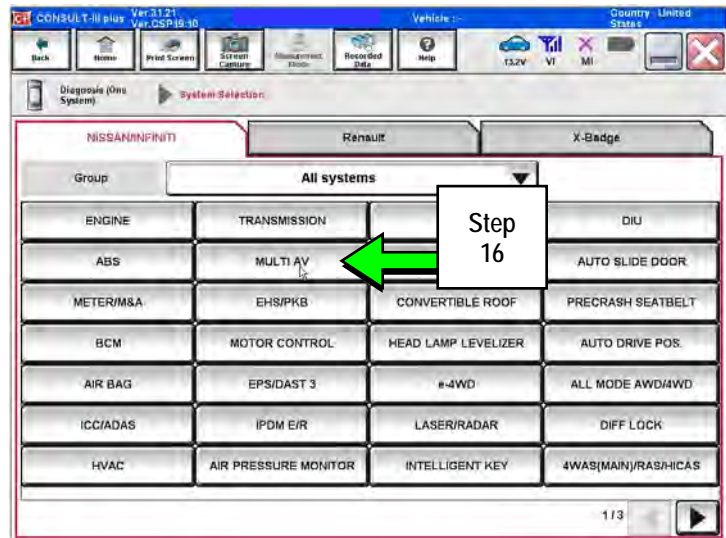 CONSULT-III plus Ver.31.21
Ver.CSP19.10
Vehicle : -
Country : United States
Back
Home
Print Screen
Screen Capture
Measurement Mode
Recorded Data
Help
13.2V
VI
MI
Diagnosis (One System)
System Selection
NISSAN/INFINITI
Renault
X-Badge
Group
All systems
Step 16
ENGINE
TRANSMISSION
DIU
ABS
MULTI AV
AUTO SLIDE DOOR
METER/M&A
EHS/PKB
CONVERTIBLE ROOF
PRECRASH SEATBELT
BCM
MOTOR CONTROL
HEAD LAMP LEVELIZER
AUTO DRIVE POS.
AIR BAG
EPS/DAST 3
e-4WD
ALL MODE AWD/4WD
ICC/ADAS
IPDM E/R
LASER/RADAR
DIFF LOCK
HVAC
AIR PRESSURE MONITOR
INTELLIGENT KEY
4WAS(MAIN)/RAS/HICAS
1/3